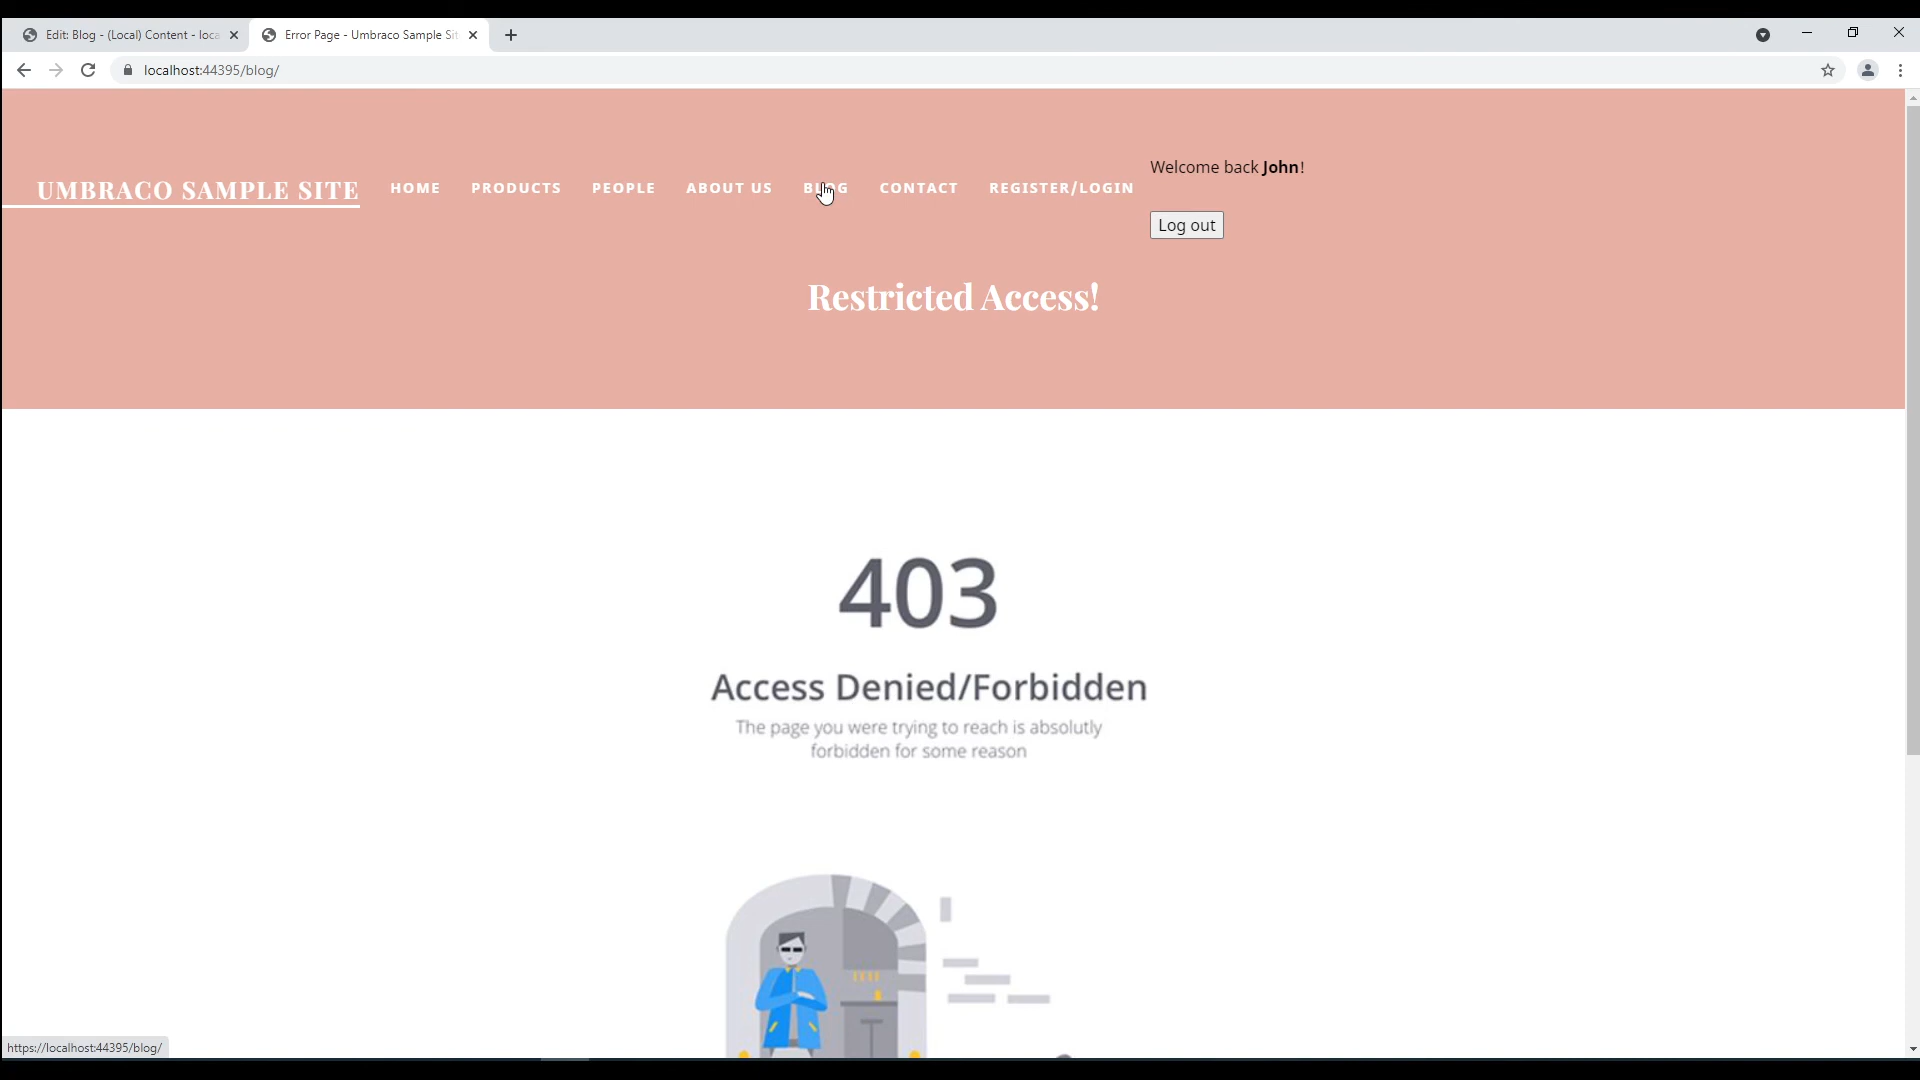 Edit: Blog - (Local) Content - loca
Error Page - Umbraco Sample Sit
localhost:44395/blog/
Welcome back John!
UMBRACO SAMPLE SITE
HOME
PRODUCTS
PEOPLE
ABOUT US
BLOG
CONTACT
REGISTER/LOGIN
Log out
Restricted Access!
403
Access Denied/Forbidden
The page you were trying to reach is absolutly
forbidden for some reason
https://localhost:44395/blog/